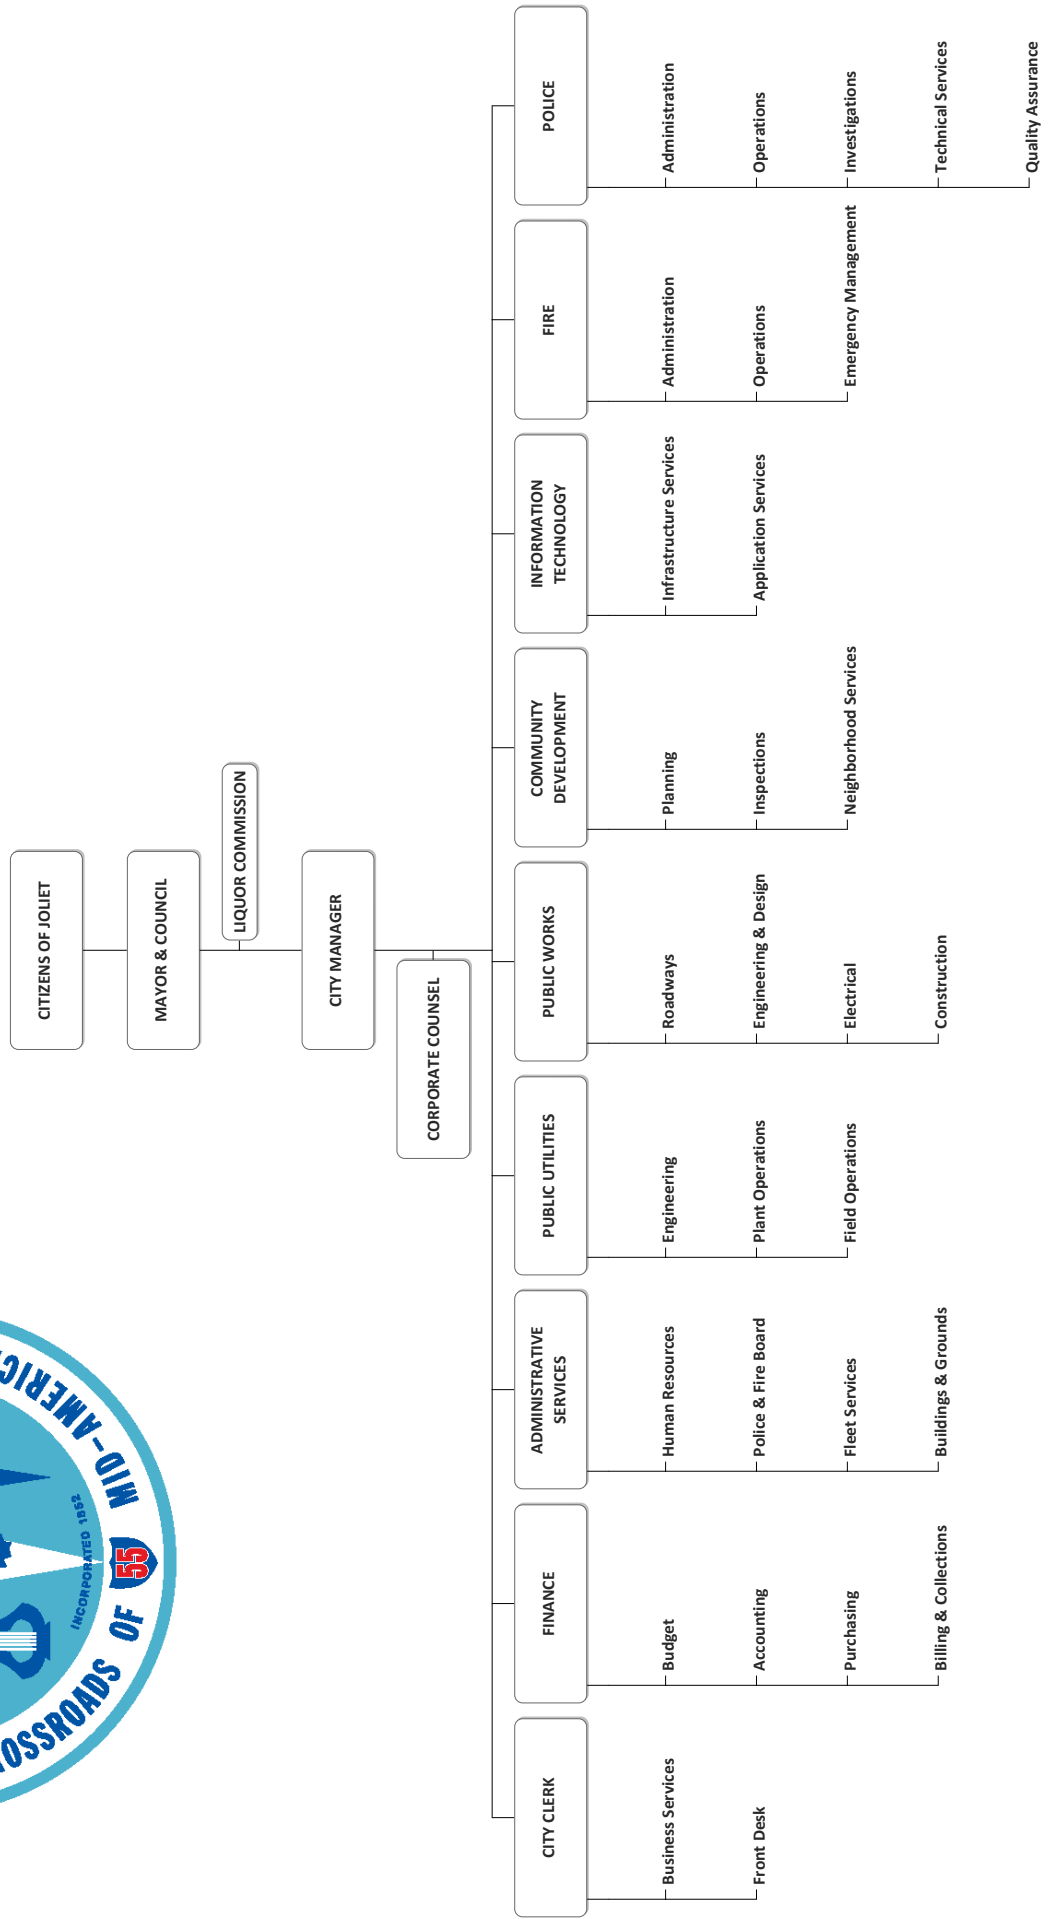 CITIZENS OF JOLIET
MAYOR & COUNCIL
LIQUOR COMMISSION
CITY MANAGER
CORPORATE COUNSEL
CITY CLERK
Business Services
Front Desk
FINANCE
Budget
Accounting
Purchasing
Billing & Collections
ADMINISTRATIVE
SERVICES
Human Resources
Police & Fire Board
Fleet Services
Buildings & Grounds
PUBLIC UTILITIES
Engineering
Plant Operations
Field Operations
PUBLIC WORKS
Roadways
Engineering & Design
Electrical
Construction
COMMUNITY
DEVELOPMENT
Planning
Inspections
Neighborhood Services
INFORMATION
TECHNOLOGY
Infrastructure Services
Application Services
FIRE
Administration
Operations
Emergency Management
POLICE
Administration
Operations
Investigations
Technical Services
Quality Assurance
INCORPORATED 1852
OSSROADS OF 55 MID-AMERIC